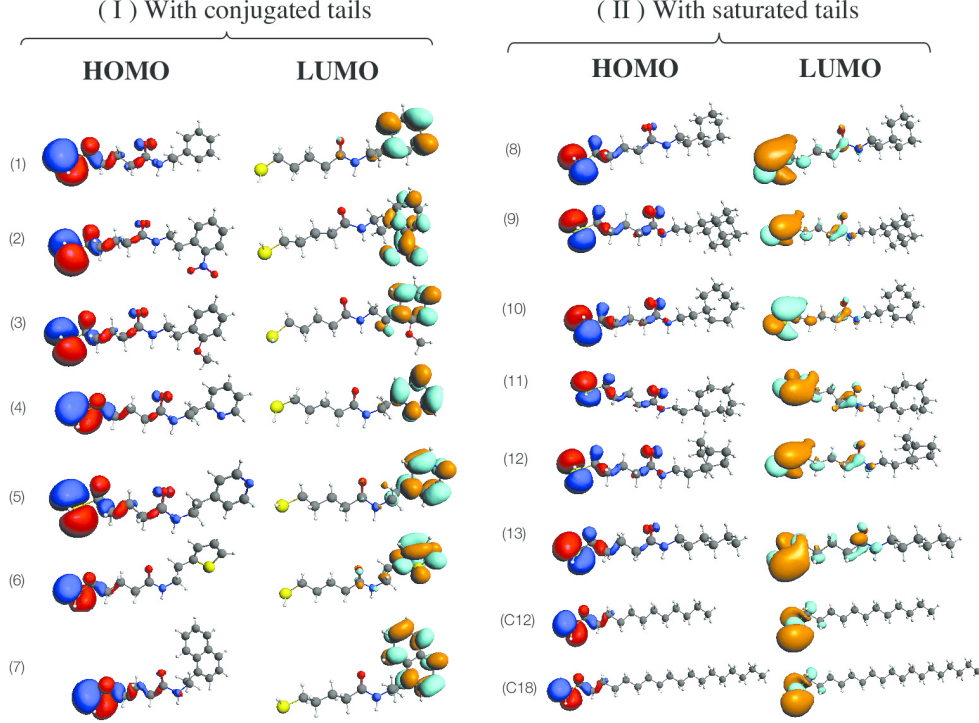 ( I ) With conjugated tails
HOMO LUMO
(1)
(2)
(3)
(4)
(5)
(6)
(7)
(II) With saturated tails
HOMO LUMO
(8)
(9)
(10)
(11)
(12)
(13)
(C12)
(C18)